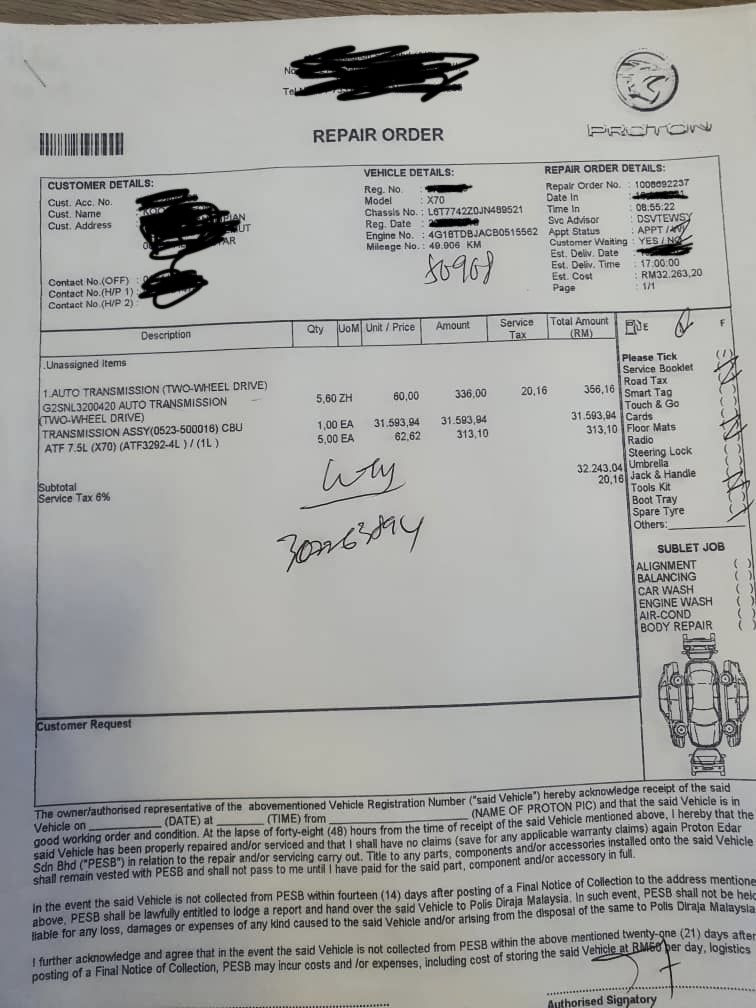 No
Tel
PROTON
REPAIR ORDER
CUSTOMER DETAILS:
Cust. Acc. No.
Cust. Name
Cust. Address
Contact No.(OFF) :
Contact No.(H/P 1) :
Contact No.(H/P 2) :
VEHICLE DETAILS:
Reg. No. :
Model : X70
Chassis No. : L6T7742Z0JN489521
Reg. Date :
Engine No. : 4G18TDBJACB0515562
Mileage No. : 49.906 KM
80908
REPAIR ORDER DETAILS:
Repair Order No. : 1008692237
Date In :
Time In : 08.55.22
Svc Advisor : DSVTEWSY
Appt Status : APPT / WI
Customer Waiting : YES / NO
Est. Deliv. Date :
Est. Deliv. Time : 17:00:00
Est. Cost : RM32.263,20
Page : 1/1
Description Qty UoM Unit / Price Amount Service Tax Total Amount (RM)
.Unassigned Items
1.AUTO TRANSMISSION (TWO-WHEEL DRIVE)
G2SNL3200420 AUTO TRANSMISSION 5,60 ZH 60,00 336,00 20,16 356,16
(TWO-WHEEL DRIVE)
TRANSMISSION ASSY(0523-500016) CBU 1,00 EA 31.593,94 31.593,94 31.593,94
ATF 7.5L (X70) (ATF3292-4L ) / (1L ) 5,00 EA 62,62 313,10 313,10
Subtotal 32.243,04
Service Tax 6% 20,16
E F
Please Tick
Service Booklet
Road Tax
Smart Tag
Touch & Go
Cards
Floor Mats
Radio
Steering Lock
Umbrella
Jack & Handle
Tools Kit
Boot Tray
Spare Tyre
Others:
SUBLET JOB
ALIGNMENT ( )
BALANCING ( )
CAR WASH ( )
ENGINE WASH ( )
AIR-COND ( )
BODY REPAIR ( )
Customer Request
The owner/authorised representative of the abovementioned Vehicle Registration Number ("said Vehicle") hereby acknowledge receipt of the said
Vehicle on (DATE) at (TIME) from (NAME OF PROTON PIC) and that the said Vehicle is in
good working order and condition. At the lapse of forty-eight (48) hours from the time of receipt of the said Vehicle mentioned above, I hereby that the
said Vehicle has been properly repaired and/or serviced and that I shall have no claims (save for any applicable warranty claims) again Proton Edar
Sdn Bhd ("PESB") in relation to the repair and/or servicing carry out. Title to any parts, components and/or accessories installed onto the said Vehicle
shall remain vested with PESB and shall not pass to me until I have paid for the said part, component and/or accessory in full.
In the event the said Vehicle is not collected from PESB within fourteen (14) days after posting of a Final Notice of Collection to the address mentione
above, PESB shall be lawfully entitled to lodge a report and hand over the said Vehicle to Polis Diraja Malaysia. In such event, PESB shall not be held
liable for any loss, damages or expenses of any kind caused to the said Vehicle and/or arising from the disposal of the same to Polis Diraja Malaysia
I further acknowledge and agree that in the event the said Vehicle is not collected from PESB within the above mentioned twenty-one (21) days after
posting of a Final Notice of Collection, PESB may incur costs and /or expenses, including cost of storing the said Vehicle at RM50 per day, logistics
Authorised Signatory